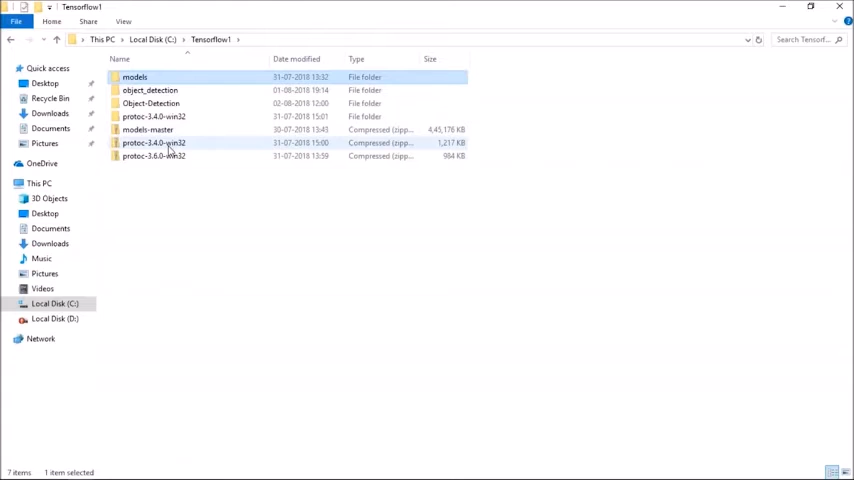 Tensorflow1
File Home Share View
This PC Local Disk (C:) Tensorflow1 Search Tensorf...
Name Date modified Type Size
Quick access
Desktop
Recycle Bin
Downloads
Documents
Pictures
OneDrive
This PC
3D Objects
Desktop
Documents
Downloads
Music
Pictures
Videos
Local Disk (C:)
Local Disk (D:)
Network
models 31-07-2018 13:32 File folder
object_detection 01-08-2018 19:14 File folder
Object-Detection 02-08-2018 12:00 File folder
protoc-3.4.0-win32 31-07-2018 15:01 File folder
models-master 30-07-2018 13:43 Compressed (zipp... 4,45,176 KB
protoc-3.4.0-win32 31-07-2018 15:00 Compressed (zipp... 1,217 KB
protoc-3.6.0-win32 31-07-2018 13:59 Compressed (zipp... 984 KB
7 items 1 item selected